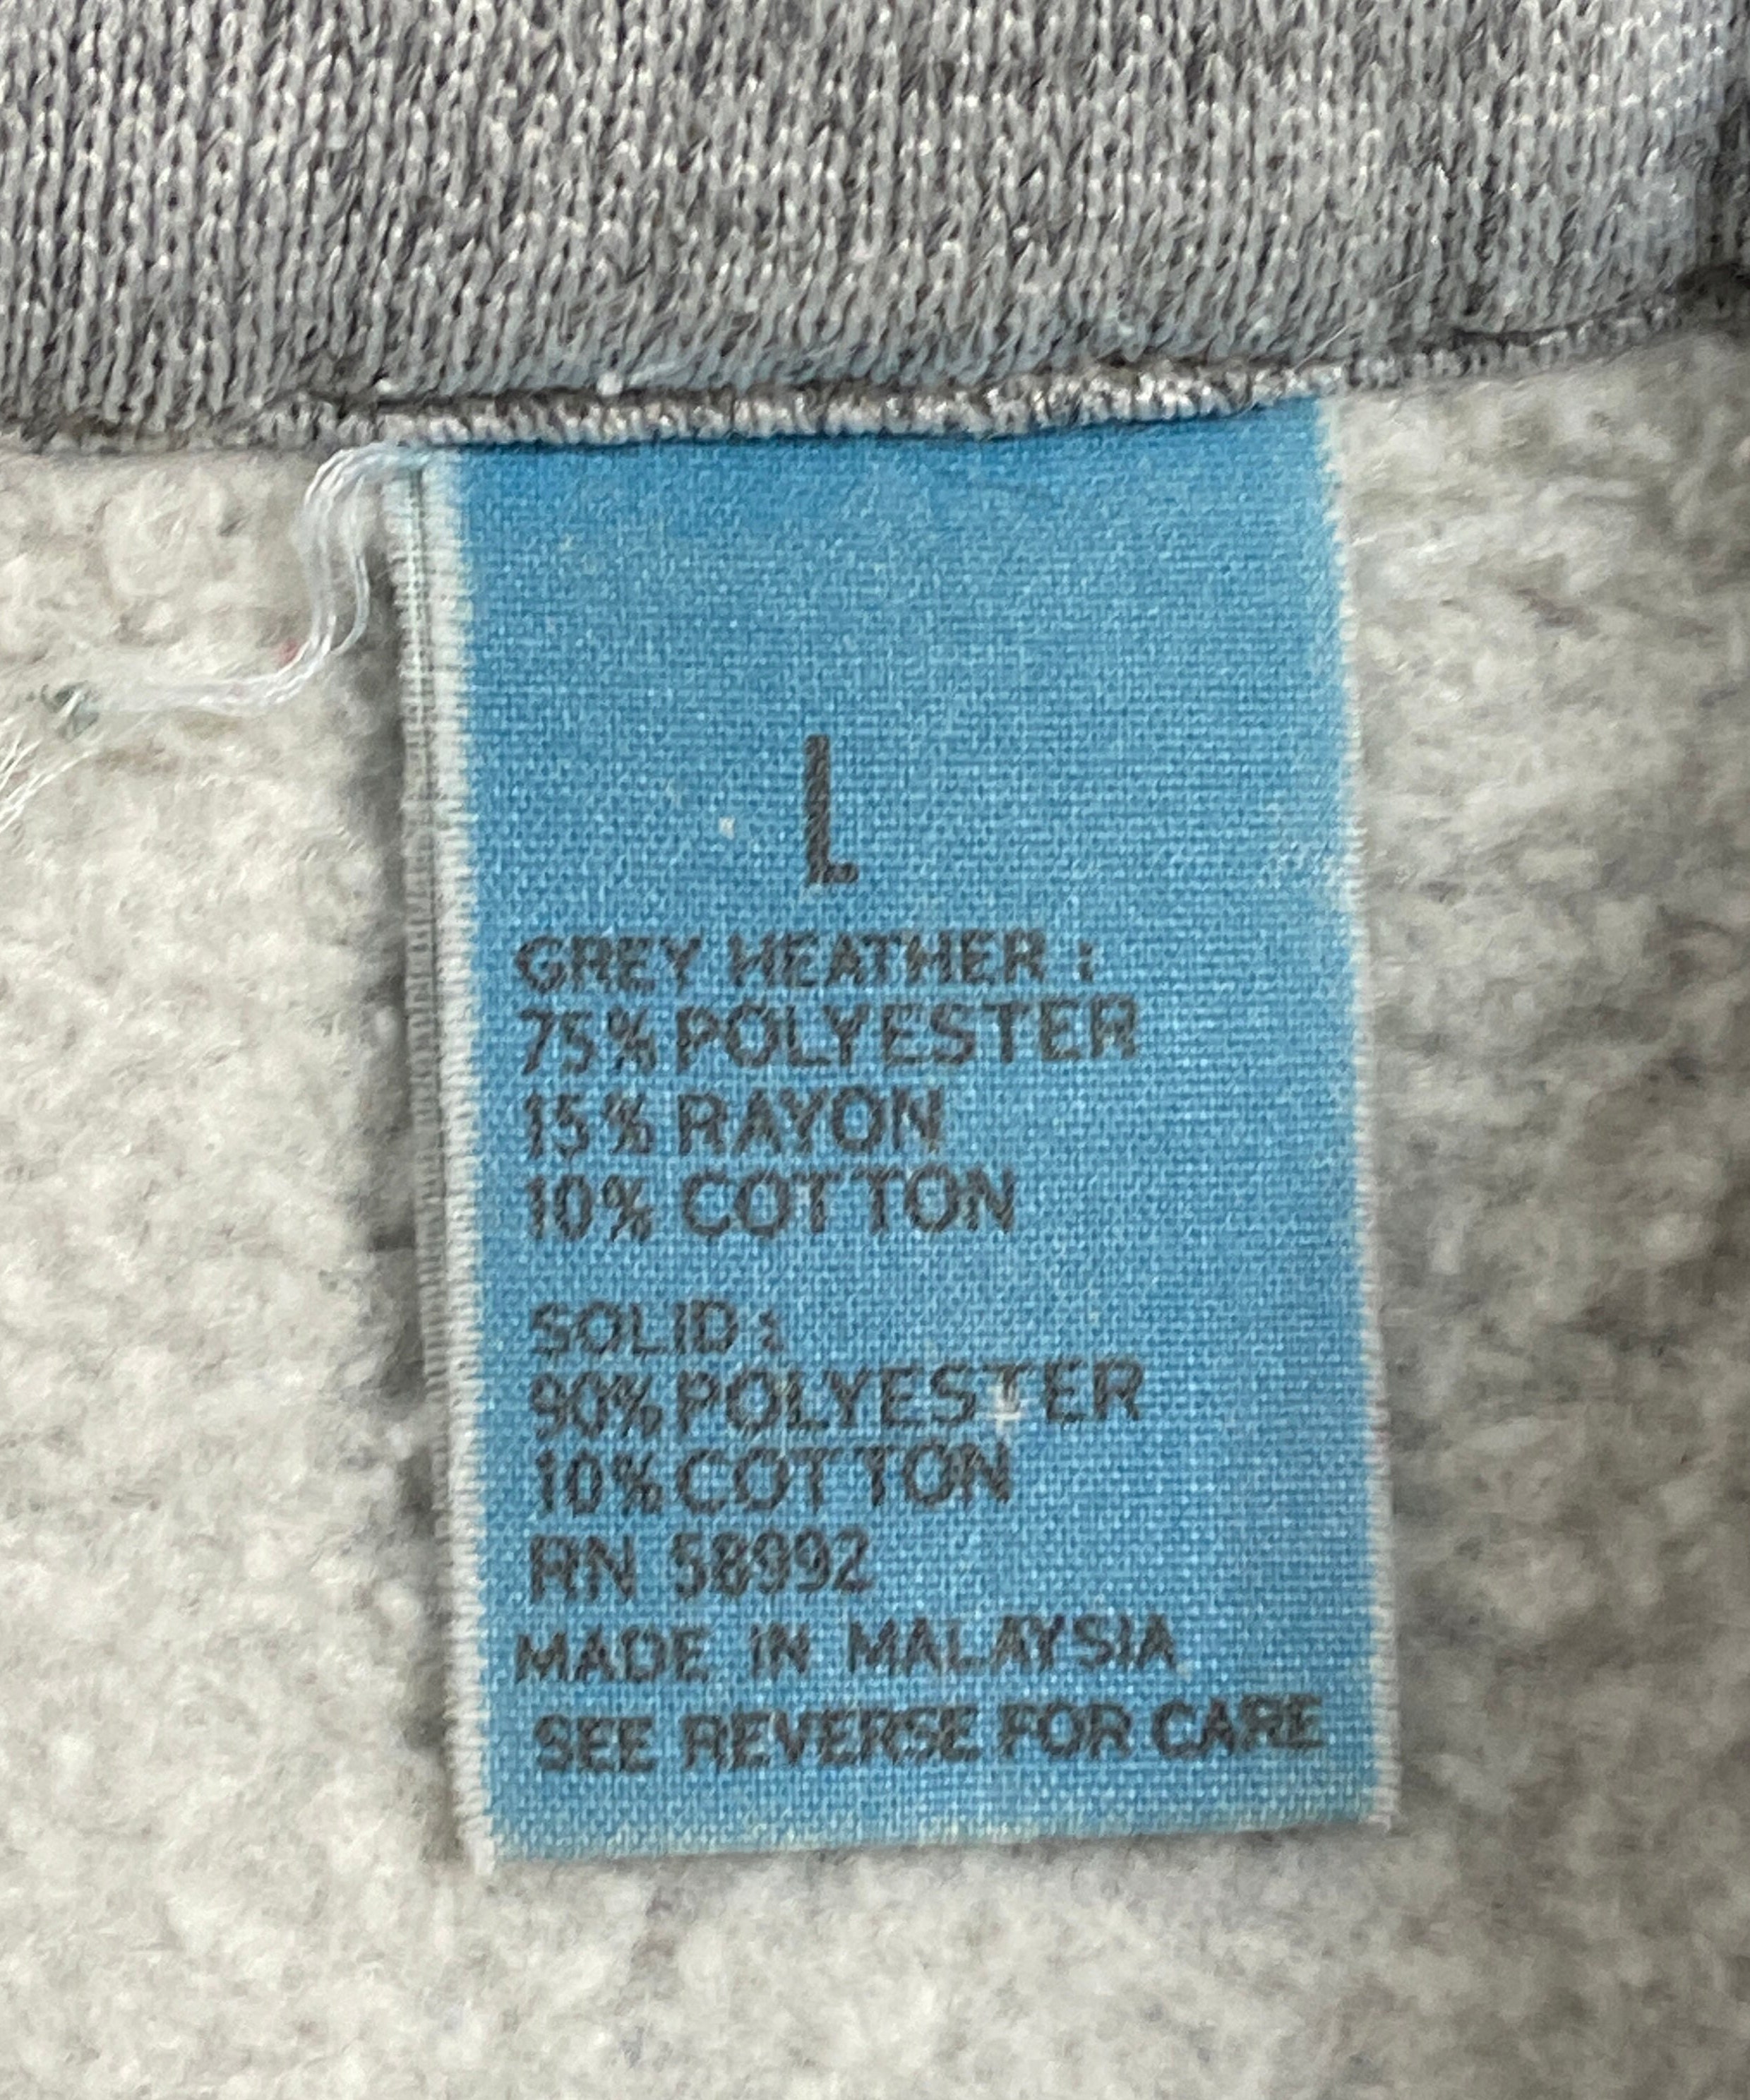 L
GREY HEATHER :
75% POLYESTER
15% RAYON
10% COTTON
SOLID :
90% POLYESTER
10% COTTON
RN 58992
MADE IN MALAYSIA
SEE REVERSE FOR CARE